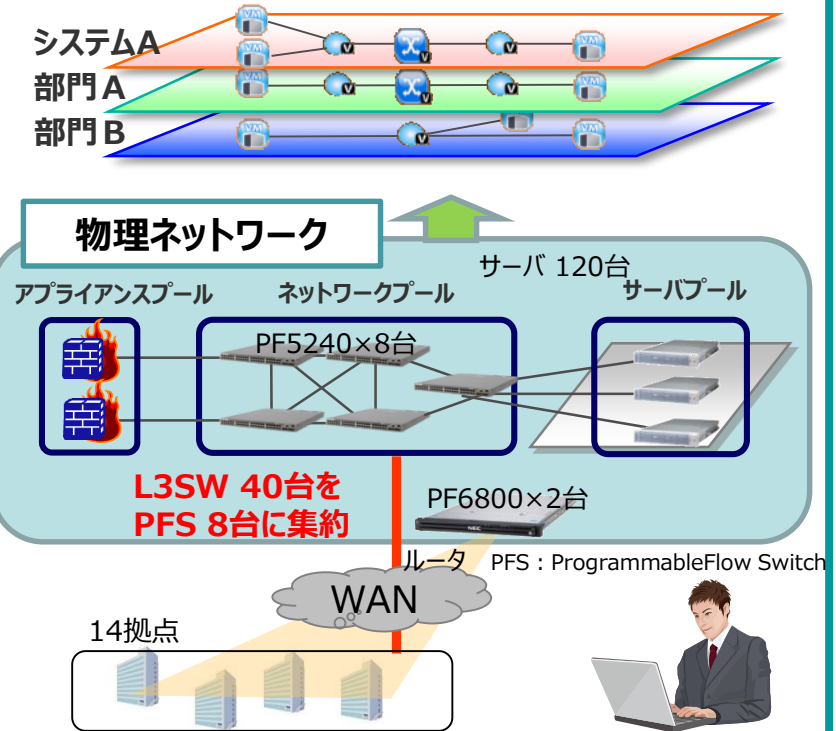 システムA
部門A
部門B
物理ネットワーク
サーバ 120台
アプライアンスプール
ネットワークプール
サーバプール
PF5240×8台
L3SW 40台を
PFS 8台に集約
PF6800×2台
NEC
ルータ
PFS : ProgrammableFlow Switch
WAN
14拠点